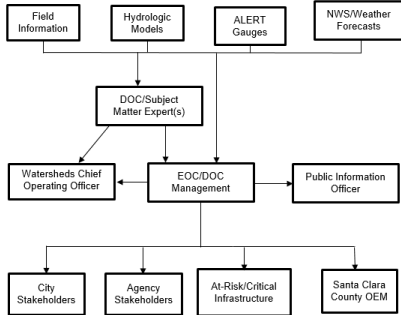 Field
Information
Hydrologic
Models
ALERT
Gauges
NWS/Weather
Forecasts
DOC/Subject
Matter Expert(s)
Watersheds Chief
Operating Officer
EOC/DOC
Management
Public Information
Officer
City
Stakeholders
Agency
Stakeholders
At-Risk/Critical
Infrastructure
Santa Clara
County OEM